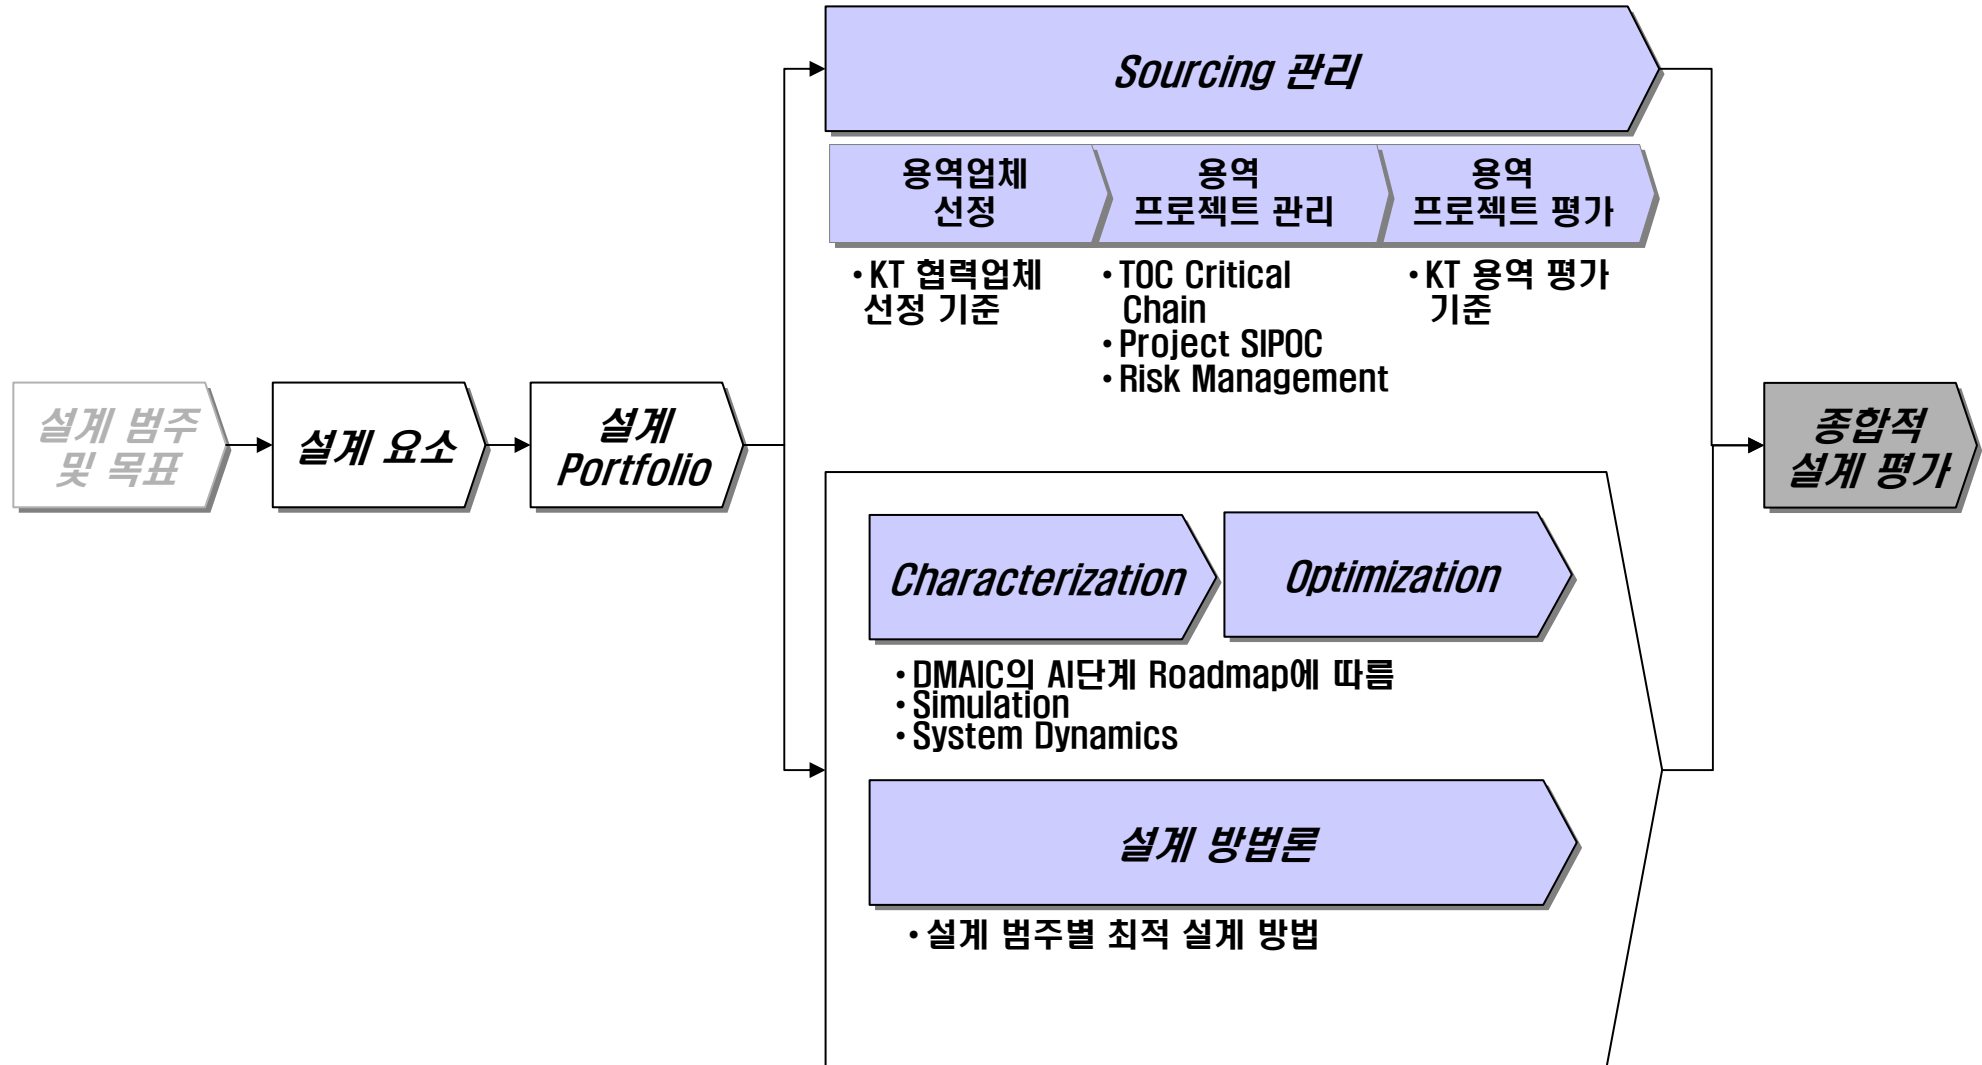 설계 범주
및 목표
설계 요소
설계
Portfolio
Sourcing 관리
용역업체
선정
용역
프로젝트 관리
용역
프로젝트 평가
•KT 협력업체
선정 기준
•TOC Critical
Chain
•Project SIPOC
•Risk Management
•KT 용역 평가
기준
Characterization
Optimization
•DMAIC의 AI단계 Roadmap에 따름
•Simulation
•System Dynamics
설계 방법론
•설계 범주별 최적 설계 방법
종합적
설계 평가